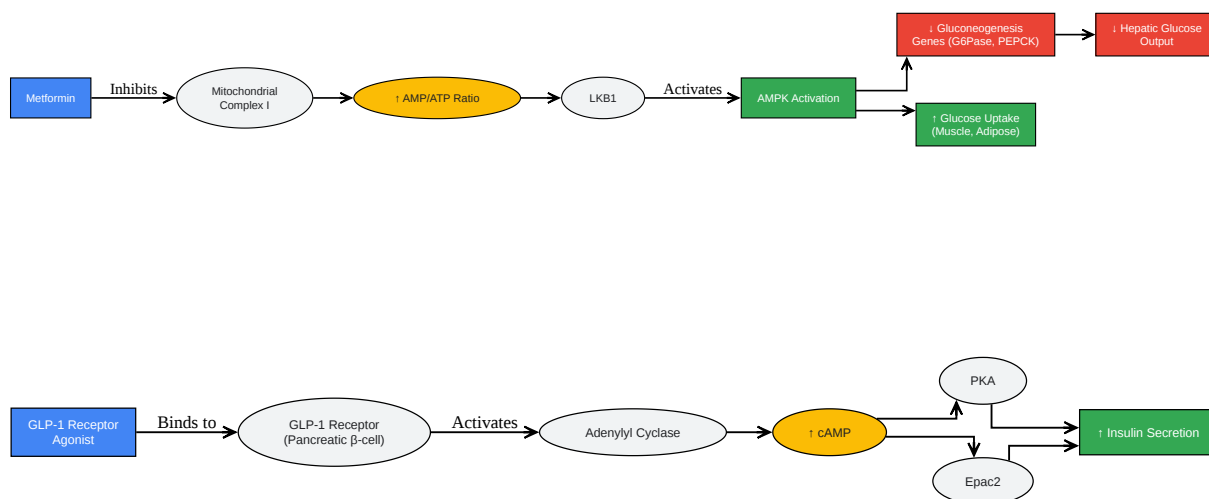 Metformin
Inhibits
Mitochondrial
Complex I
↑ AMP/ATP Ratio
LKB1
Activates
AMPK Activation
↓ Gluconeogenesis
Genes (G6Pase, PEPCK)
↓ Hepatic Glucose
Output
↑ Glucose Uptake
(Muscle, Adipose)
GLP-1 Receptor
Agonist
Binds to
GLP-1 Receptor
(Pancreatic β-cell)
Activates
Adenylyl Cyclase
↑ cAMP
PKA
Epac2
↑ Insulin Secretion